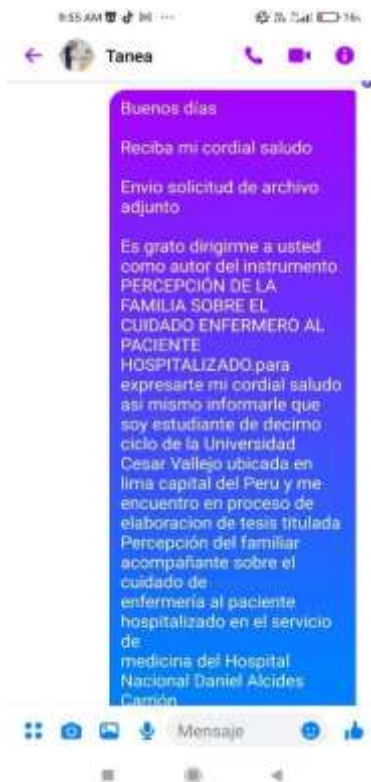 9:55 AM
Tanea
Buenos días
Reciba mi cordial saludo
Envio solicitud de archivo
adjunto
Es grato dirigirme a usted
como autor del instrumento
PERCEPCIÓN DE LA
FAMILIA SOBRE EL
CUIDADO ENFERMERO AL
PACIENTE
HOSPITALIZADO.para
expresarte mi cordial saludo
asi mismo informarle que
soy estudiante de decimo
ciclo de la Universidad
Cesar Vallejo ubicada en
lima capital del Peru y me
encuentro en proceso de
elaboracion de tesis titulada
Percepción del familiar
acompañante sobre el
cuidado de
enfermería al paciente
hospitalizado en el servicio
de
medicina del Hospital
Nacional Daniel Alcides
Carrión
Mensaje